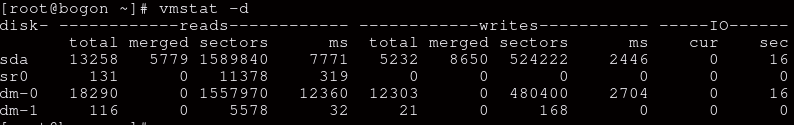 [root@bogon ~]# vmstat -d
disk- ------------reads------------ ------------writes----------- -----IO------
       total merged sectors      ms  total merged sectors      ms    cur    sec
sda    13258   5779 1589840    7771   5232   8650  524222    2446      0     16
sr0      131      0   11378     319      0      0       0       0      0      0
dm-0   18290      0 1557970   12360  12303      0  480400    2704      0     16
dm-1     116      0    5578      32     21      0     168       0      0      0
[root@bogon ~]#